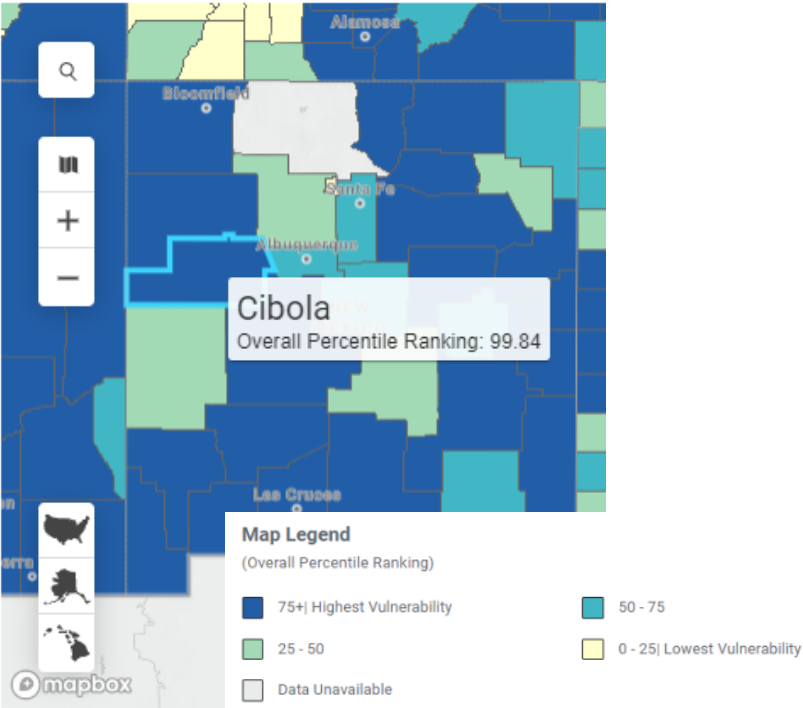 Alamosa
Bloomfield
Santa Fe
Albuquerque
Cibola
Overall Percentile Ranking: 99.84
NEW
Las Cruces
mapbox
Map Legend
(Overall Percentile Ranking)
75+| Highest Vulnerability
50 - 75
25 - 50
0 - 25| Lowest Vulnerability
Data Unavailable